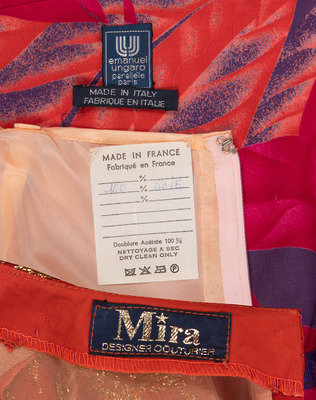 emanuel
ungaro
parallèle
paris
MADE IN ITALY
FABRIQUE EN ITALIE
MADE IN FRANCE
Fabriqué en France
%
%
%
Doublure Acétate 100 %
NETTOYAGE A SEC
DRY CLEAN ONLY
Mira
DESIGNER COUTURIER